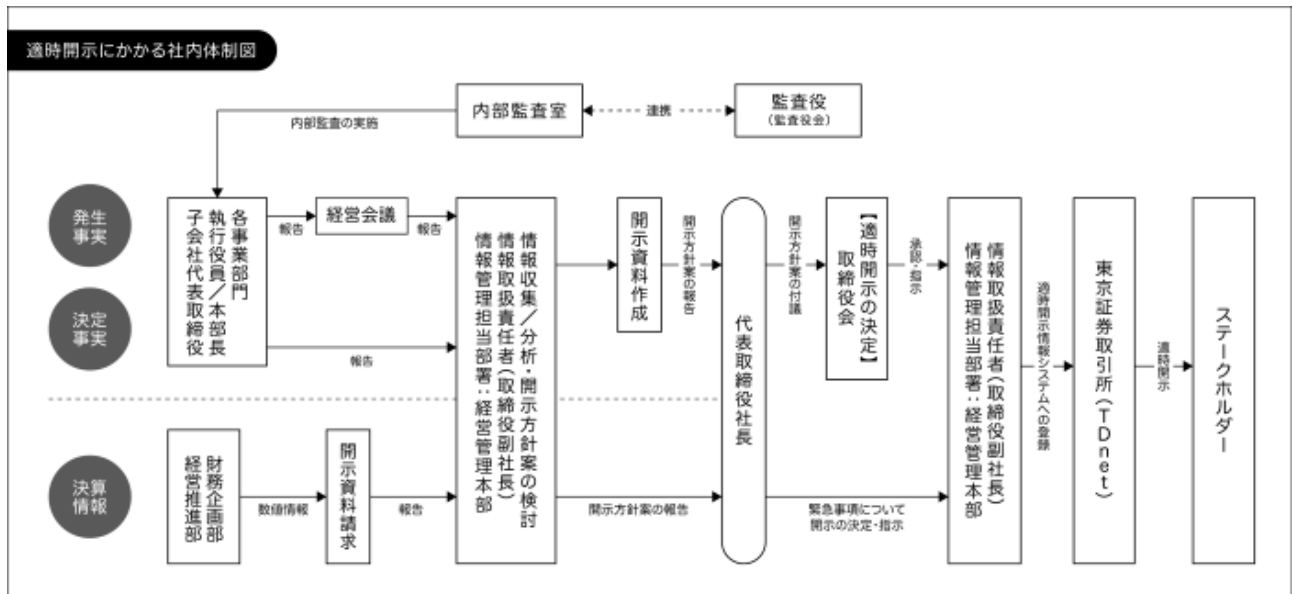 適時開示にかかる社内体制図
内部監査室
連携
監査役
（監査役会）
内部監査の実施
発生
事実
決定
事実
決算
情報
各事業部門
執行役員／本部長
子会社代表取締役
報告
経営会議
報告
報告
財務企画部
経営推進部
数値情報
開示資料請求
報告
情報収集／分析・開示方針案の検討
情報取扱責任者（取締役副社長）
情報管理担当部署：経営管理本部
開示資料作成
開示方針案の報告
開示方針案の報告
代表取締役社長
開示方針案の付議
【適時開示の決定】
取締役会
承認・指示
緊急事項について
開示の決定・指示
情報取扱責任者（取締役副社長）
情報管理担当部署：経営管理本部
適時開示情報システムへの登録
東京証券取引所（TDnet）
適時開示
ステークホルダー